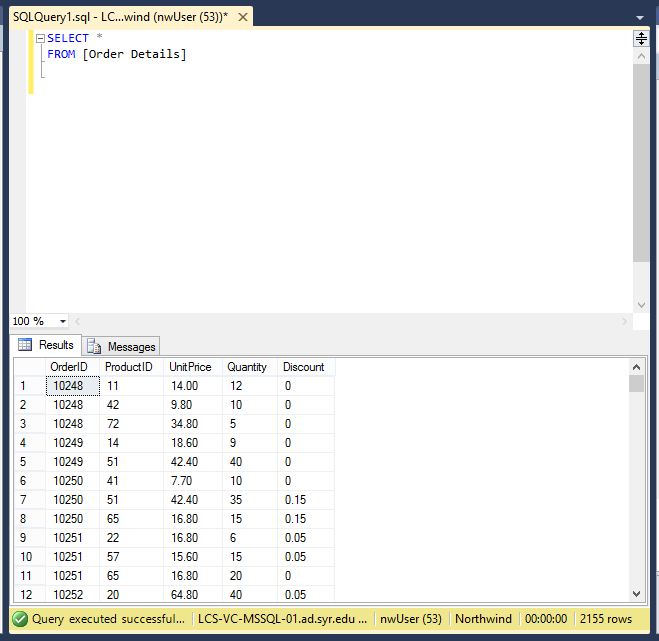 SQLQuery1.sql - LC...wind (nwUser (53))*
SELECT *
FROM [Order Details]
100 %
Results Messages
OrderID ProductID UnitPrice Quantity Discount
1 10248 11 14.00 12 0
2 10248 42 9.80 10 0
3 10248 72 34.80 5 0
4 10249 14 18.60 9 0
5 10249 51 42.40 40 0
6 10250 41 7.70 10 0
7 10250 51 42.40 35 0.15
8 10250 65 16.80 15 0.15
9 10251 22 16.80 6 0.05
10 10251 57 15.60 15 0.05
11 10251 65 16.80 20 0
12 10252 20 64.80 40 0.05
Query executed successful... LCS-VC-MSSQL-01.ad.syr.edu ... nwUser (53) Northwind 00:00:00 2155 rows